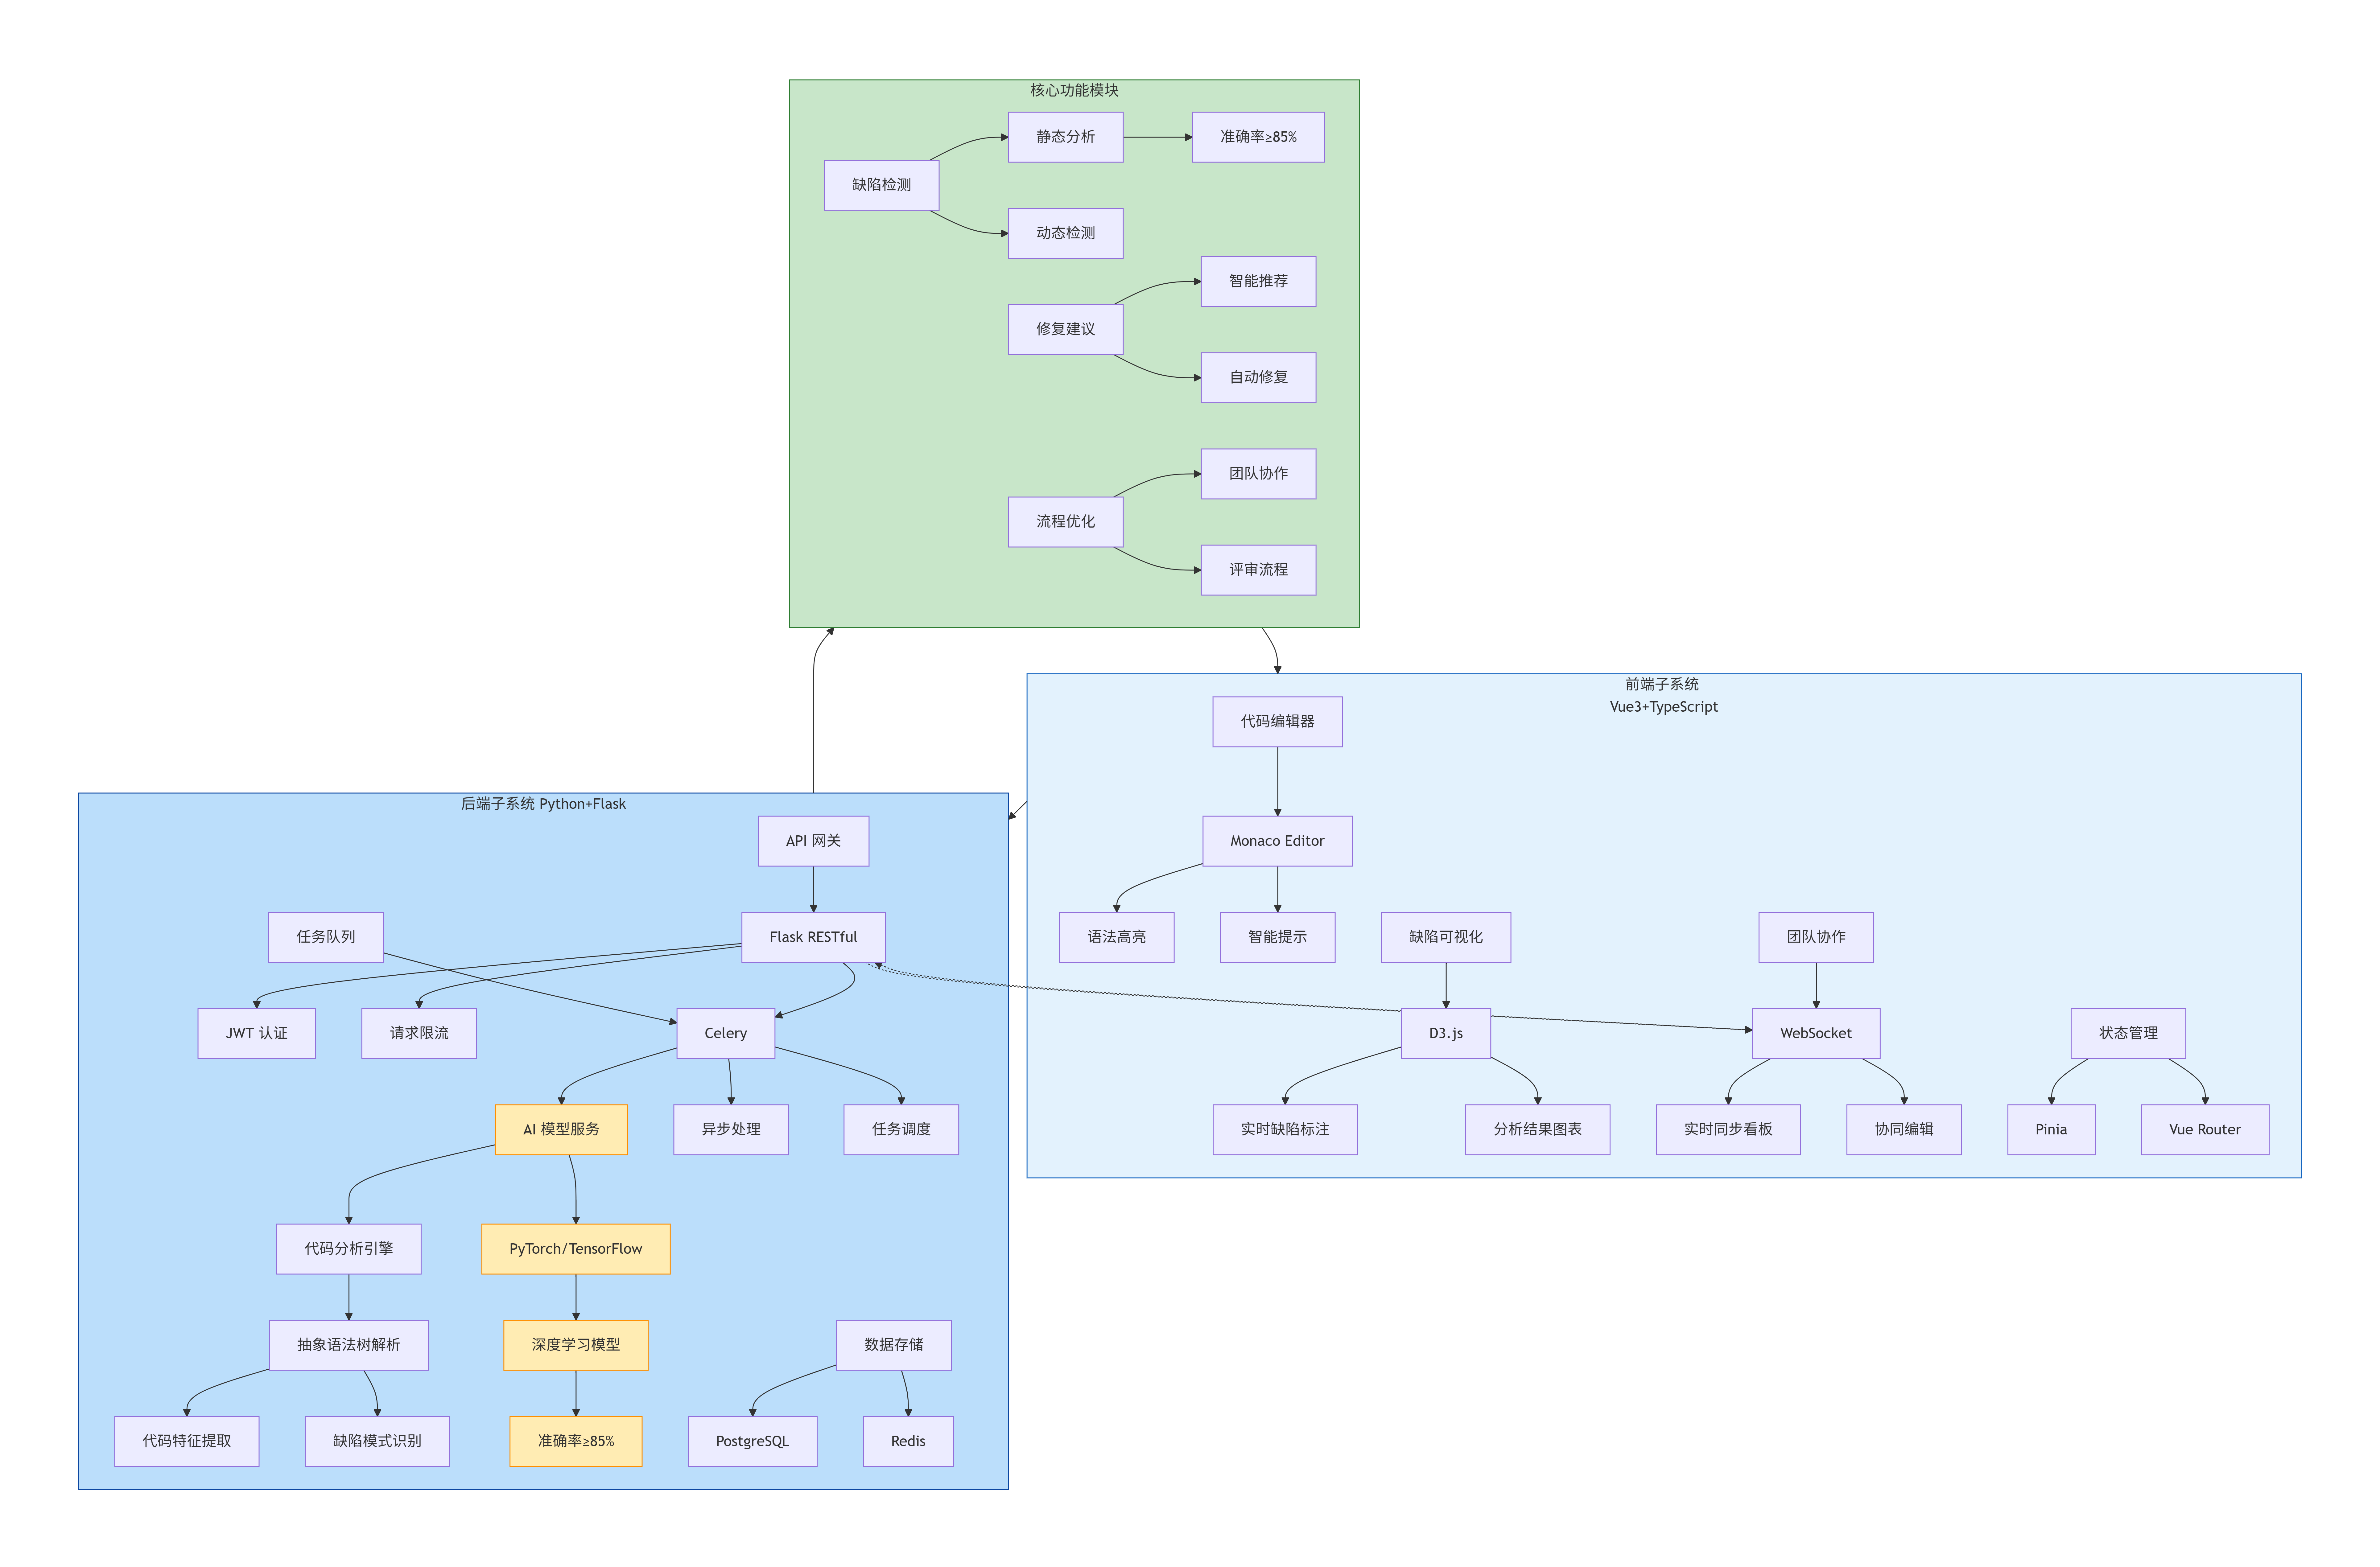 核心功能模块
静态分析
准确率≥85%
缺陷检测
动态检测
智能推荐
修复建议
自动修复
团队协作
流程优化
评审流程
前端子系统
Vue3+TypeScript
代码编辑器
Monaco Editor
语法高亮
智能提示
缺陷可视化
团队协作
D3.js
WebSocket
状态管理
实时缺陷标注
分析结果图表
实时同步看板
协同编辑
Pinia
Vue Router
后端子系统 Python+Flask
API 网关
任务队列
Flask RESTful
JWT 认证
请求限流
Celery
AI 模型服务
异步处理
任务调度
代码分析引擎
PyTorch/TensorFlow
抽象语法树解析
深度学习模型
数据存储
代码特征提取
缺陷模式识别
准确率≥85%
PostgreSQL
Redis